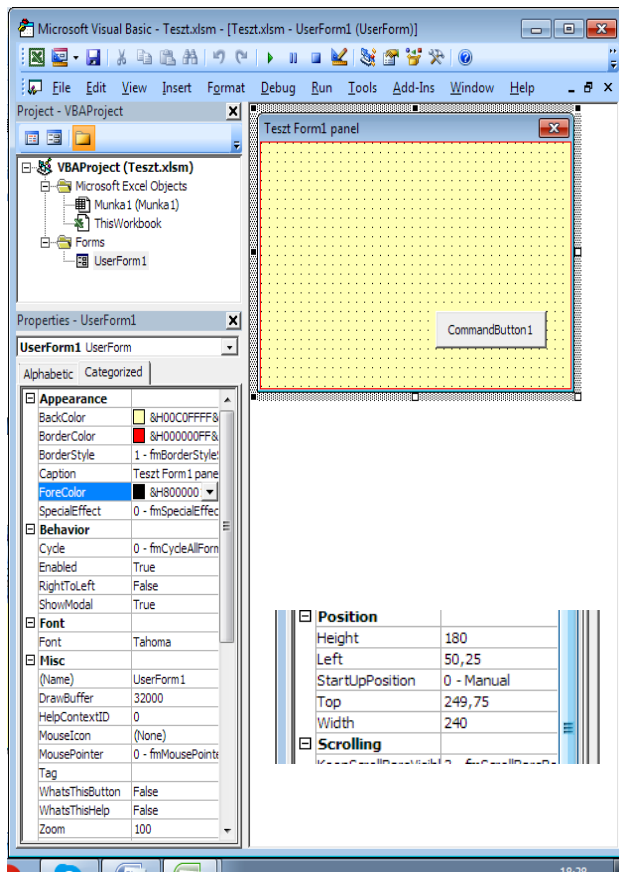 Microsoft Visual Basic - Teszt.xlsm - [Teszt.xlsm - UserForm1 (UserForm)]
File Edit View Insert Format Debug Run Tools Add-Ins Window Help
Project - VBAProject
VBAProject (Teszt.xlsm)
Microsoft Excel Objects
Munka1 (Munka1)
ThisWorkbook
Forms
UserForm1
Properties - UserForm1
UserForm1 UserForm
Alphabetic Categorized
Appearance
BackColor &H00C0FFFF&
BorderColor &H000000FF&
BorderStyle 1 - fmBorderStyle
Caption Teszt Form1 pane
ForeColor &H800000
SpecialEffect 0 - fmSpecialEffec
Behavior
Cycle 0 - fmCycleAllForn
Enabled True
RightToLeft False
ShowModal True
Font
Font Tahoma
Misc
(Name) UserForm1
DrawBuffer 32000
HelpContextID 0
MouseIcon (None)
MousePointer 0 - fmMousePointe
Tag
WhatsThisButton False
WhatsThisHelp False
Zoom 100
Teszt Form1 panel
CommandButton1
Position
Height 180
Left 50,25
StartUpPosition 0 - Manual
Top 249,75
Width 240
Scrolling